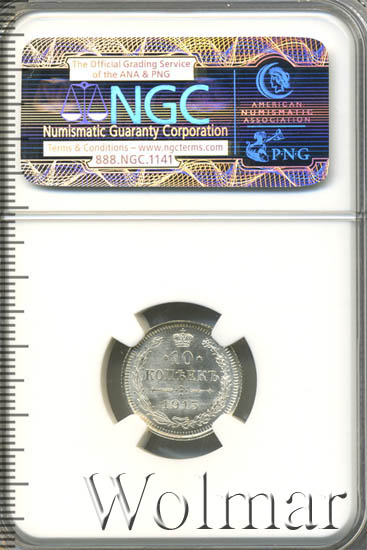 The Official Grading Service
of the ANA & PNG
NGC
Numismatic Guaranty Corporation
Terms & Conditions – www.ngcterms.com
888.NGC.1141
AMERICAN
NUMISMATIC
ASSOCIATION
P·N·G
10
КОПѢЕКЪ
1915
Wolmar